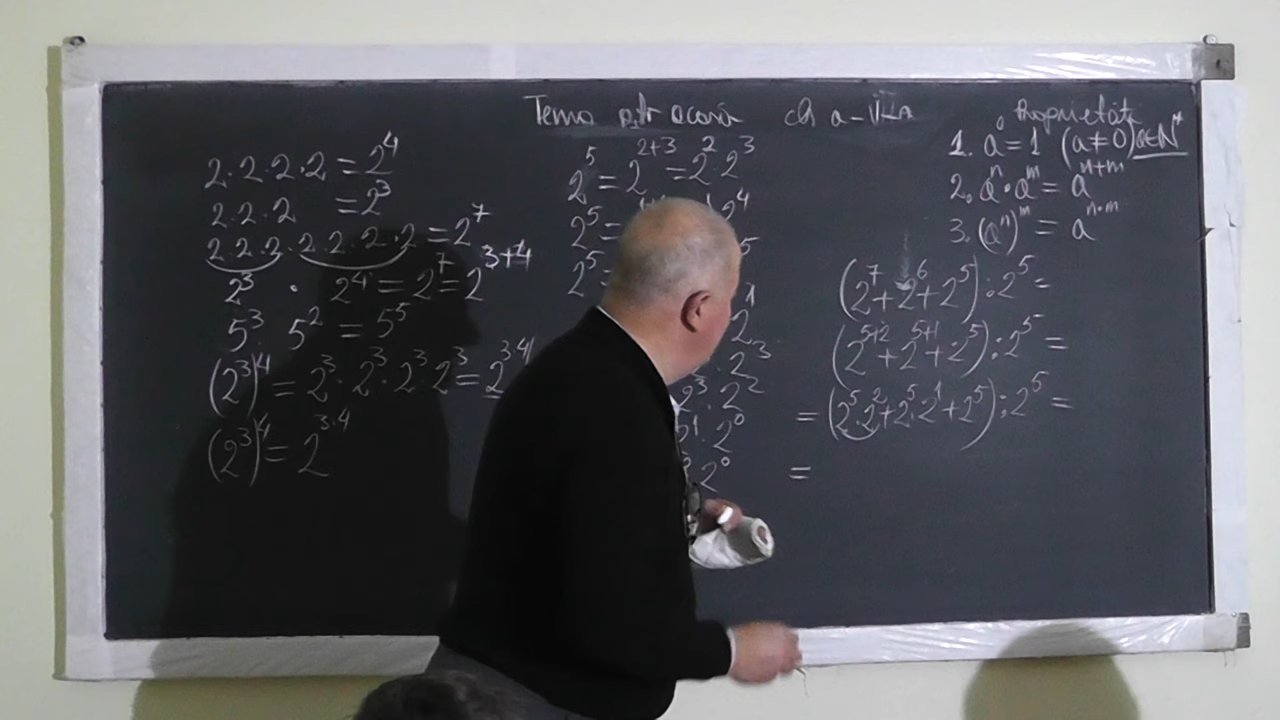 Tema ptr acasă cls a-VII-a
2·2·2·2 = 2⁴
2·2·2 = 2³
2·2·2·2·2·2·2 = 2⁷
2³ · 2⁴ = 2⁷ = 2³⁺⁴
5³ 5² = 5⁵
(2³)⁴ = 2³·2³·2³·2³ = 2³·⁴
(2³)⁴ = 2³·⁴
2⁵ = 2²⁺³ = 2²·2³
2⁵ =
2⁵ =
Proprietăți
1. a⁰ = 1 (a ≠ 0) a∈N*
2. aⁿ · aᵐ = aⁿ⁺ᵐ
3. (aⁿ)ᵐ = aⁿ·ᵐ
(2⁷ + 2⁶ + 2⁵) : 2⁵ =
(2⁵⁺² + 2⁵⁺¹ + 2⁵) : 2⁵ =
= (2⁵·2² + 2⁵·2¹ + 2⁵) : 2⁵ =
=